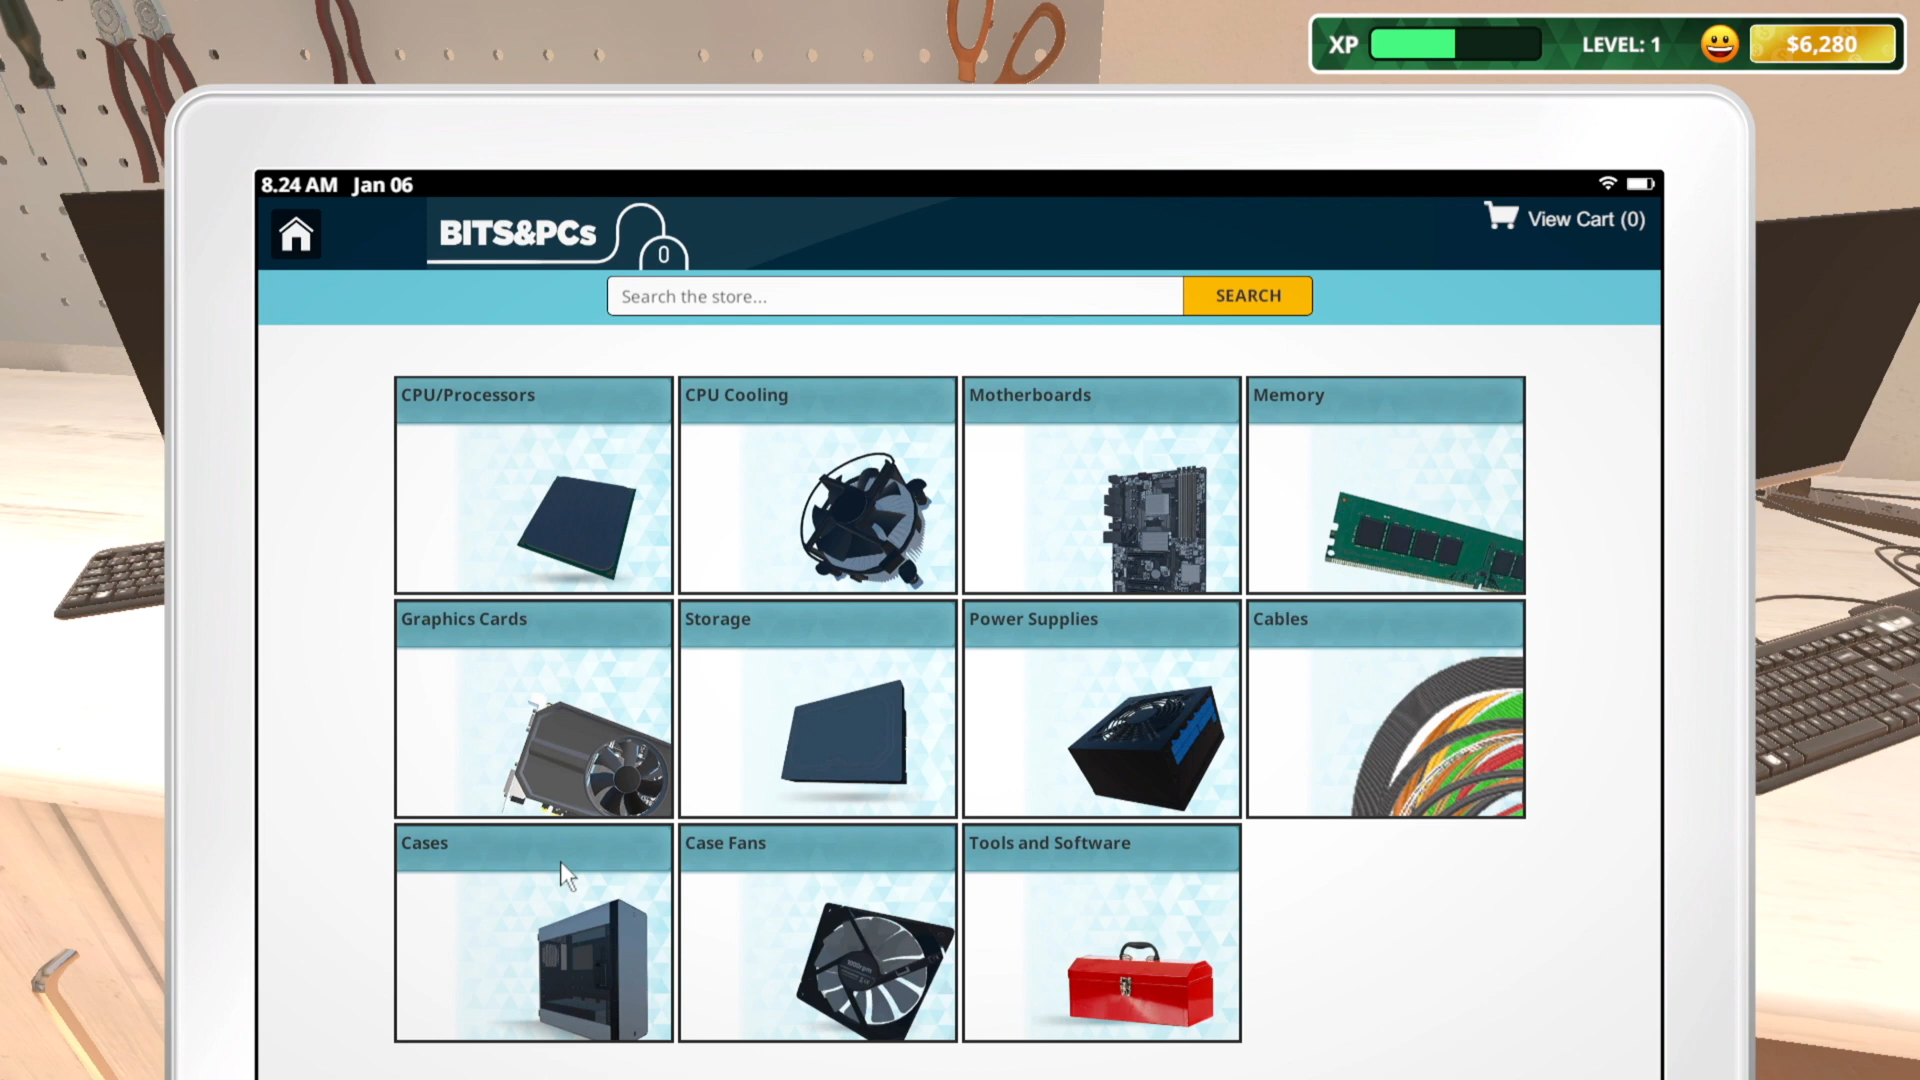 XP
LEVEL: 1
$6,280
8.24 AM Jan 06
BITS&PCs
View Cart (0)
Search the store...
SEARCH
CPU/Processors
CPU Cooling
Motherboards
Memory
Graphics Cards
Storage
Power Supplies
Cables
Cases
Case Fans
Tools and Software